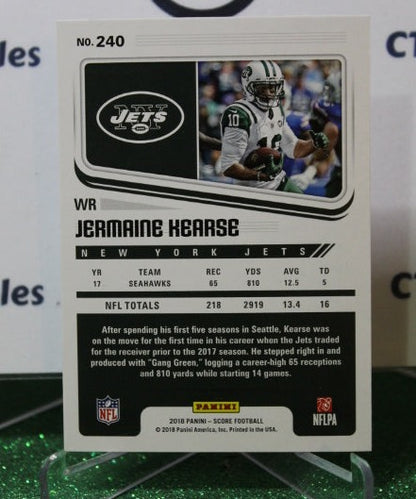 NO. 240
CT
les
NY
JETS
10
WR
JERMAINE KEARSE
NEW YORK JETS
YR TEAM REC YDS AVG TD
17 SEAHAWKS 65 810 12.5 5
NFL TOTALS 218 2919 13.4 16
After spending his first five seasons in Seattle, Kearse was
on the move for the first time in his career when the Jets traded
for the receiver prior to the 2017 season. He stepped right in and
produced with "Gang Green," logging a career-high 65 receptions
and 810 yards while starting 14 games.
NFL
PANINI
NFLPA
2018 PANINI – SCORE FOOTBALL
© 2018 Panini America, Inc. Printed in the USA.
les
CT
les